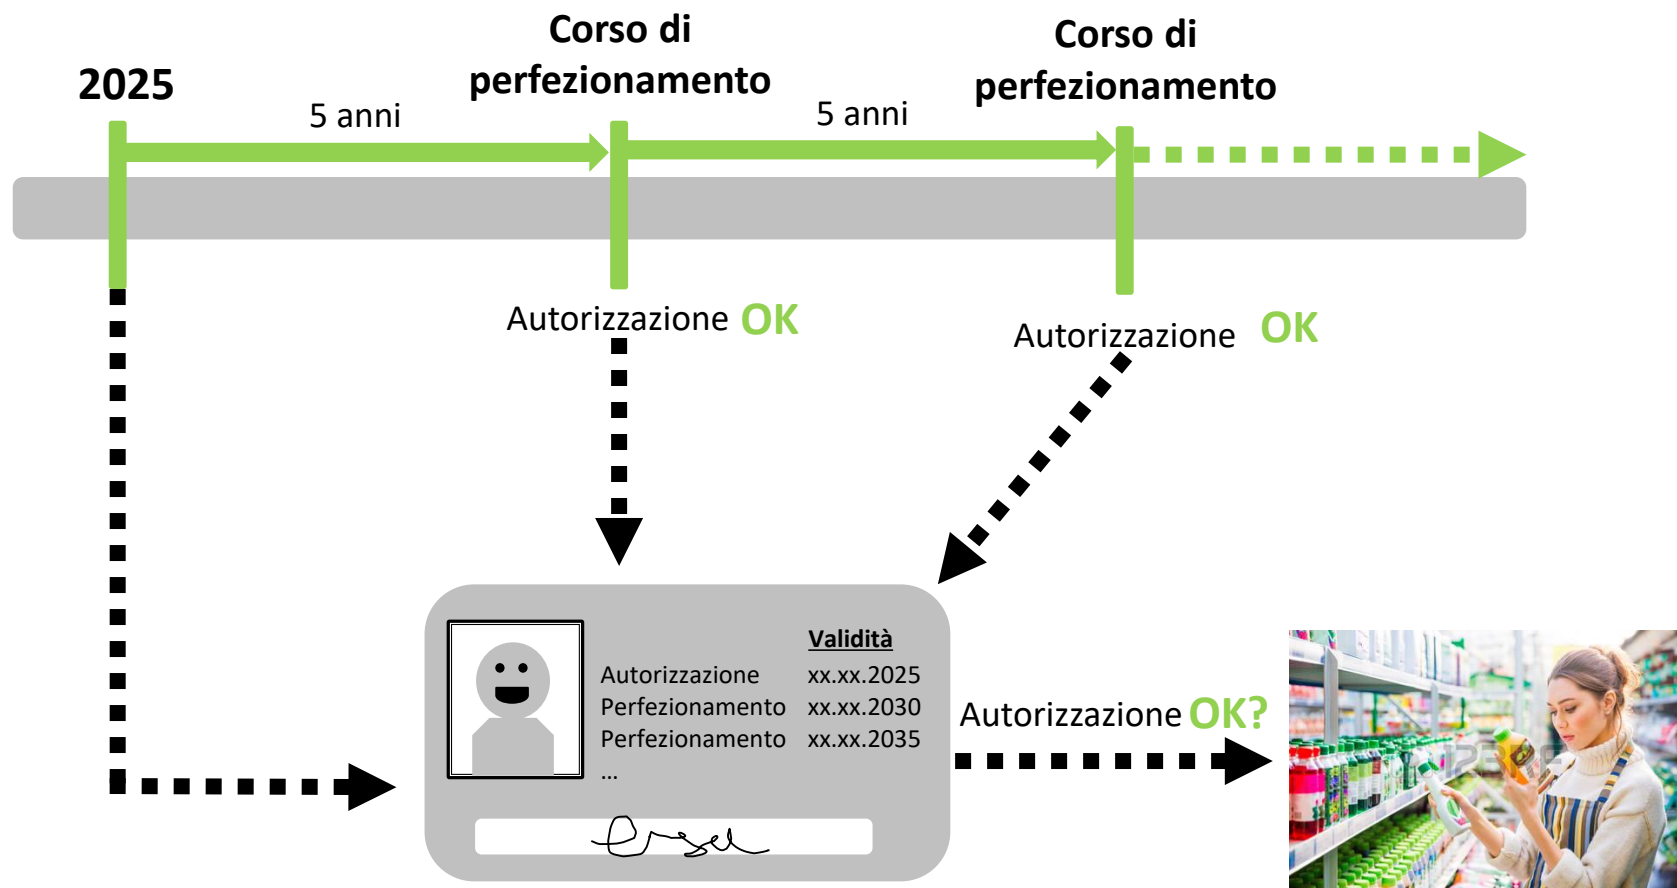 2025
5 anni
Corso di
perfezionamento
5 anni
Corso di
perfezionamento
Autorizzazione OK
Autorizzazione OK
Validità
Autorizzazione xx.xx.2025
Perfezionamento xx.xx.2030
Perfezionamento xx.xx.2035
...
Autorizzazione OK?